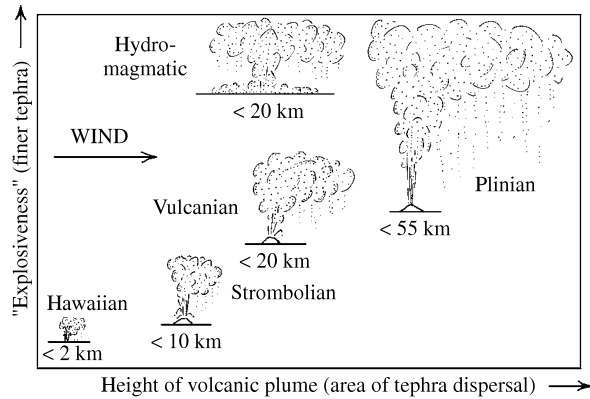 Hydro-
magmatic
< 20 km
WIND
Plinian
Vulcanian
< 55 km
< 20 km
Strombolian
Hawaiian
< 10 km
< 2 km
"Explosiveness" (finer tephra)
Height of volcanic plume (area of tephra dispersal)